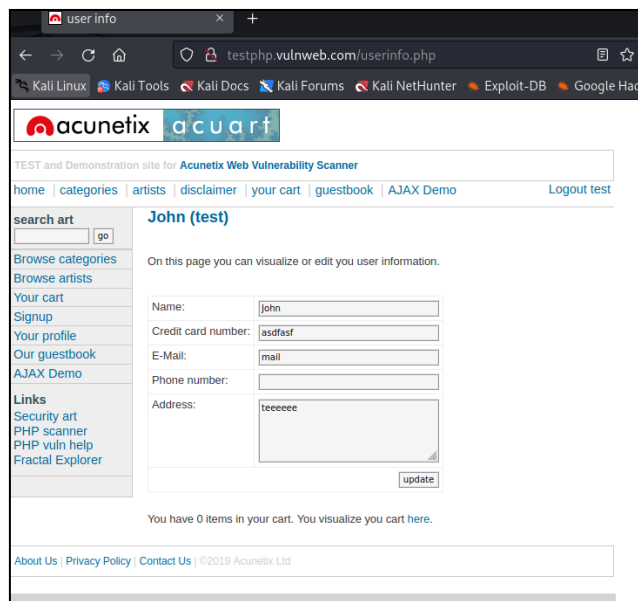 user info
testphp.vulnweb.com/userinfo.php
Kali Linux Kali Tools Kali Docs Kali Forums Kali NetHunter Exploit-DB Google Hac
acunetix acuart
TEST and Demonstration site for Acunetix Web Vulnerability Scanner
home | categories | artists | disclaimer | your cart | guestbook | AJAX Demo Logout test
search art
go
Browse categories
Browse artists
Your cart
Signup
Your profile
Our guestbook
AJAX Demo
Links
Security art
PHP scanner
PHP vuln help
Fractal Explorer
John (test)
On this page you can visualize or edit you user information.
Name: John
Credit card number: asdfasf
E-Mail: mail
Phone number:
Address: teeeeee
update
You have 0 items in your cart. You visualize you cart here.
About Us | Privacy Policy | Contact Us | ©2019 Acunetix Ltd